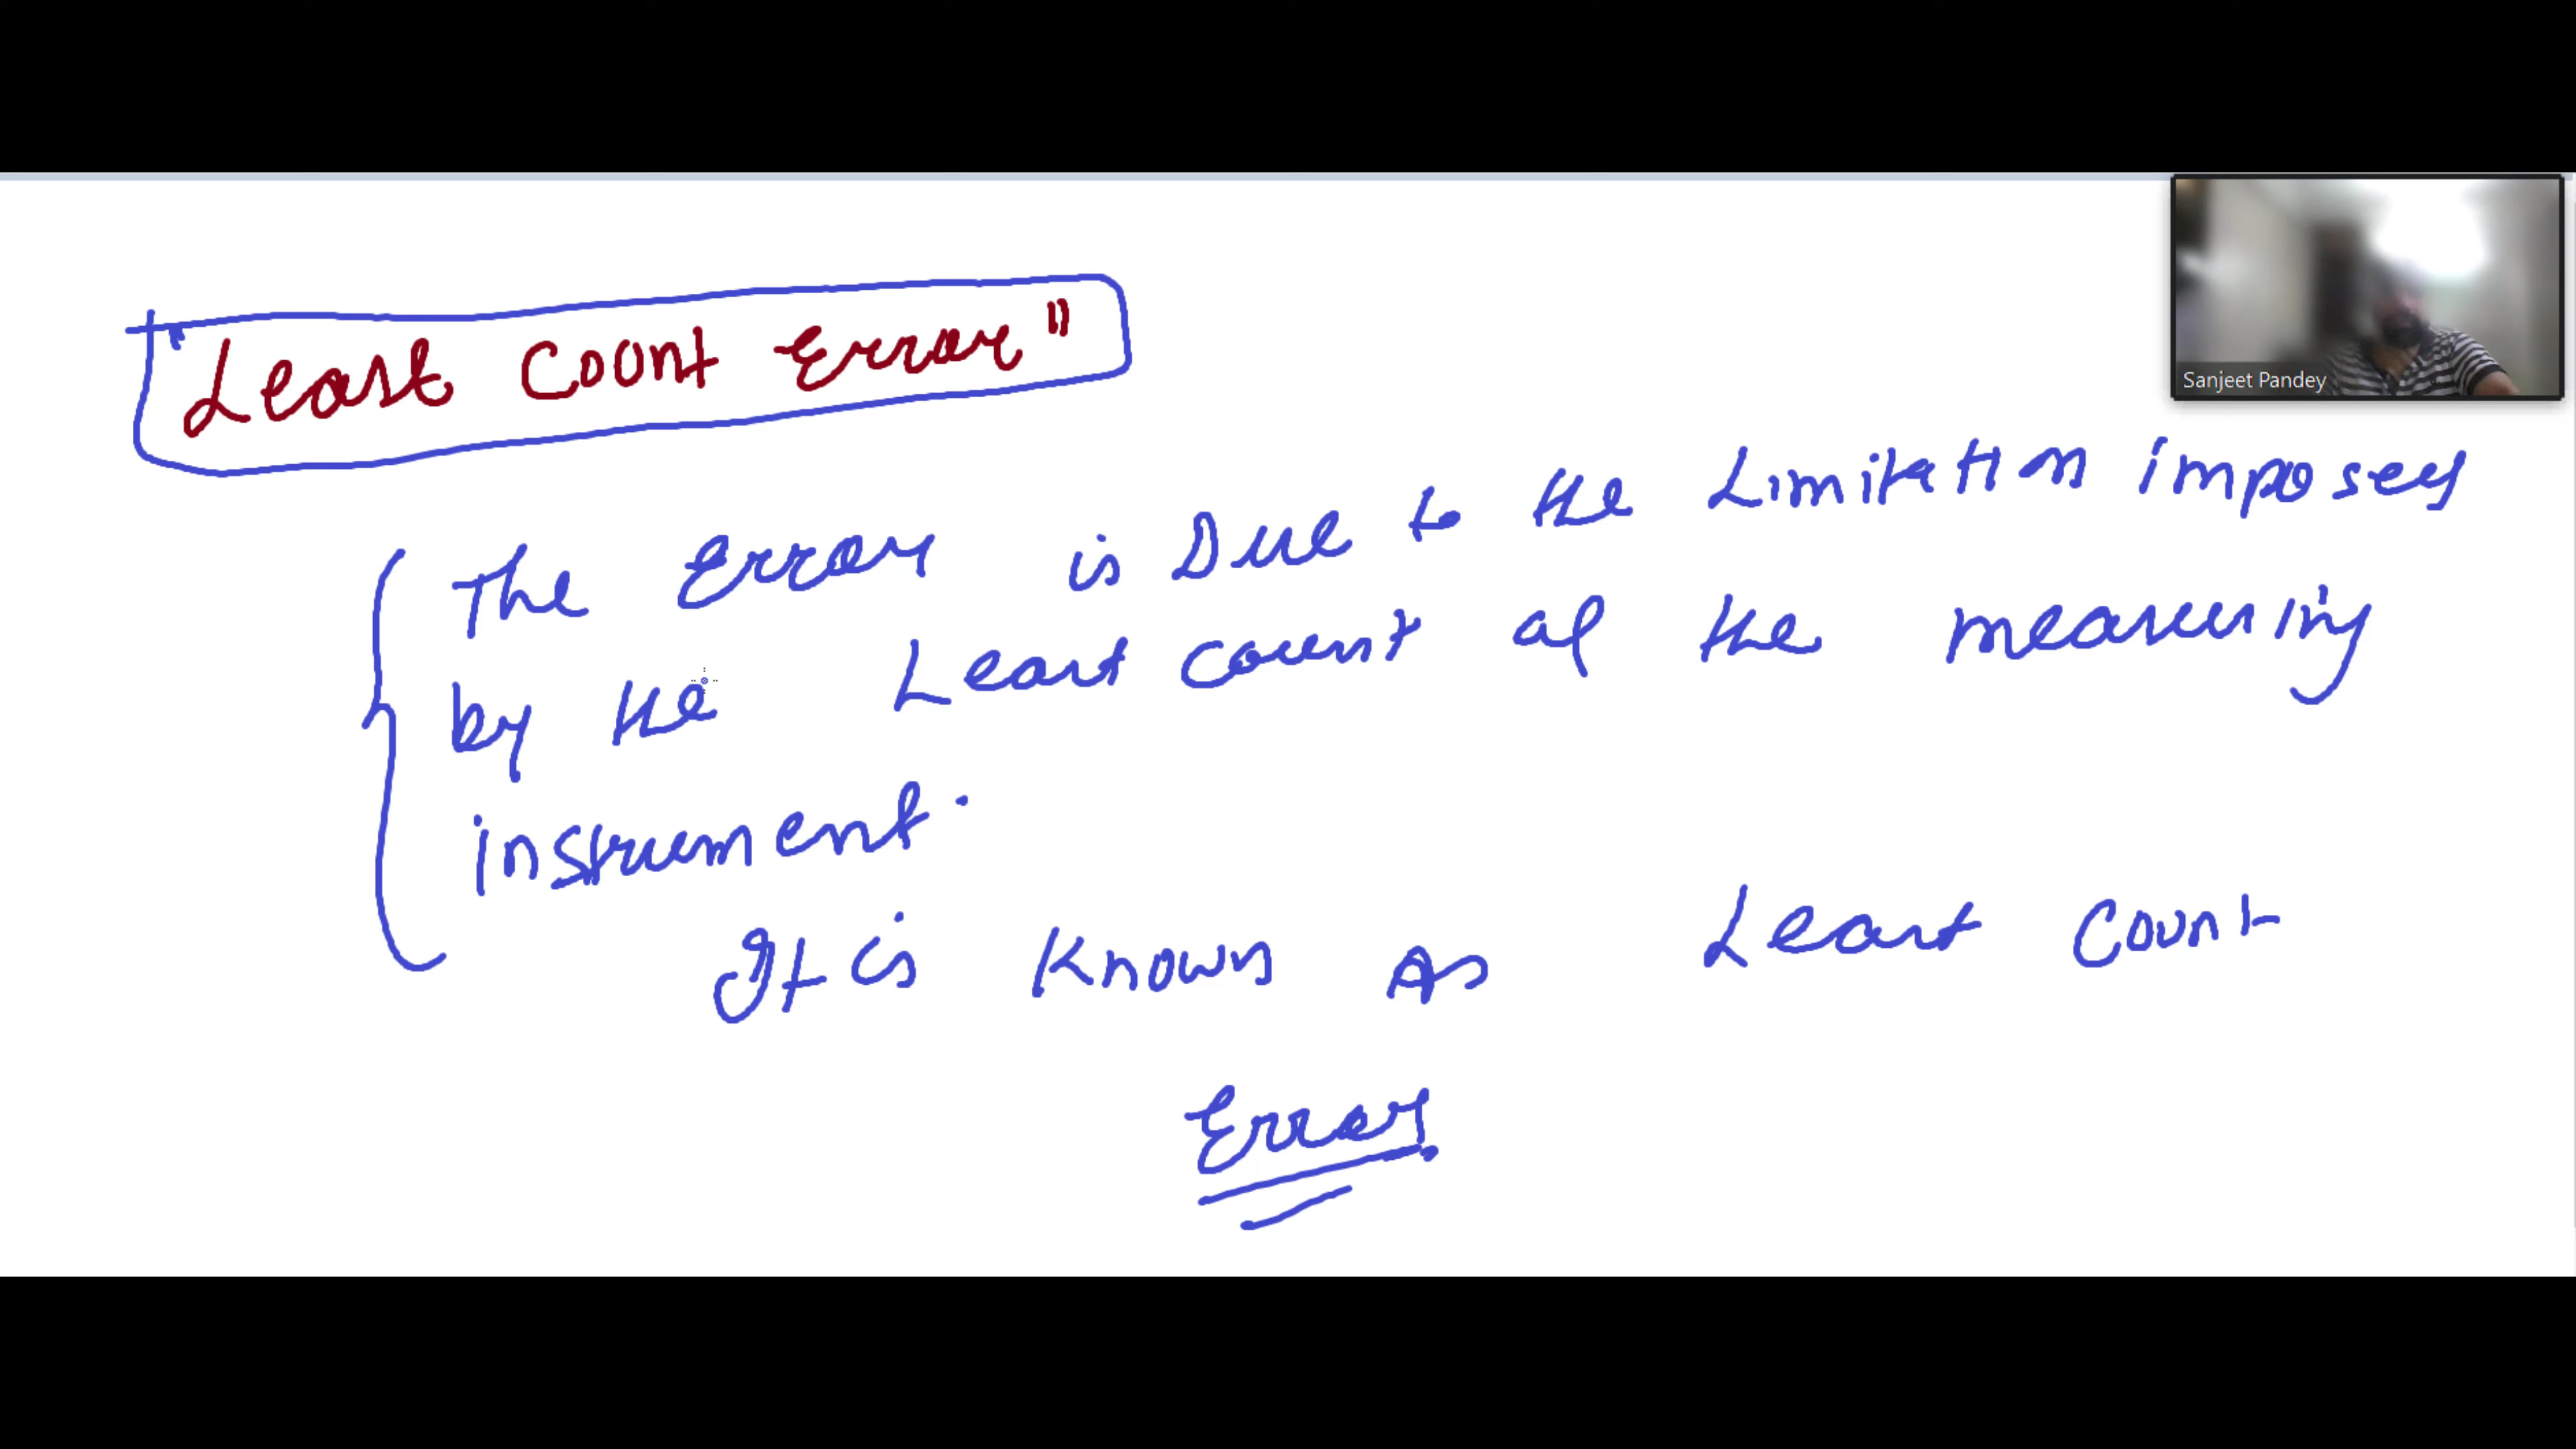 "Least Count Error"
Sanjeet Pandey
The Error is Due to the Limitation imposed
by the Least count of the measuring
instrument.
It is Known As Least Count
Error.